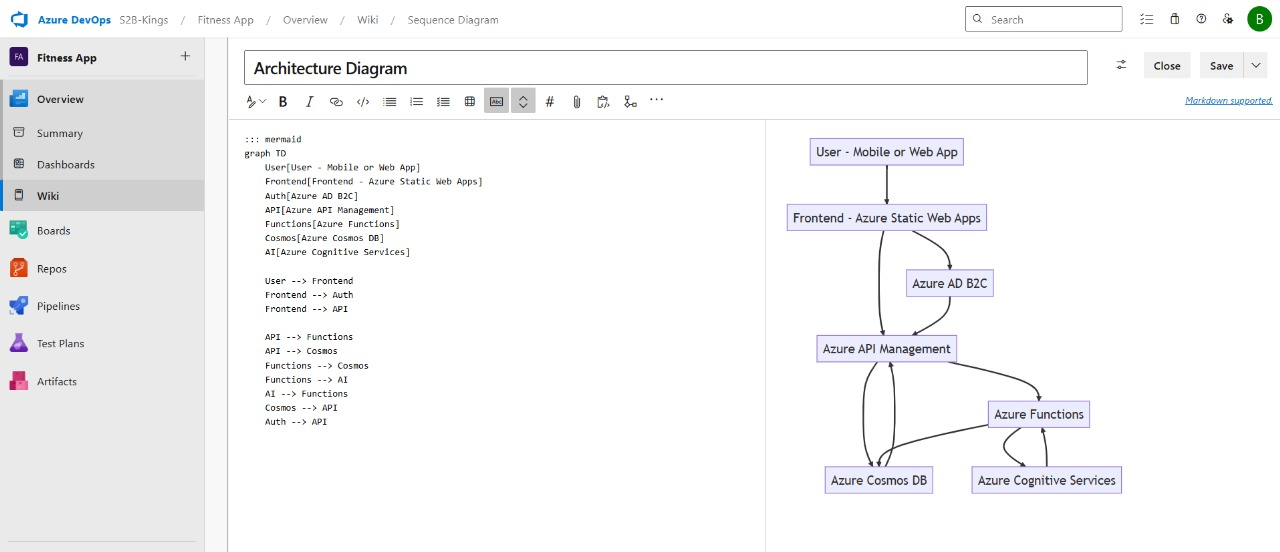 Azure DevOps S2B-Kings / Fitness App / Overview / Wiki / Sequence Diagram
Search
B
FA Fitness App
Overview
Summary
Dashboards
Wiki
Boards
Repos
Pipelines
Test Plans
Artifacts
Architecture Diagram
Close
Save
B I </> Abc # ···
Markdown supported.
::: mermaid
graph TD
User[User - Mobile or Web App]
Frontend[Frontend - Azure Static Web Apps]
Auth[Azure AD B2C]
API[Azure API Management]
Functions[Azure Functions]
Cosmos[Azure Cosmos DB]
AI[Azure Cognitive Services]
User --> Frontend
Frontend --> Auth
Frontend --> API
API --> Functions
API --> Cosmos
Functions --> Cosmos
Functions --> AI
AI --> Functions
Cosmos --> API
Auth --> API
User - Mobile or Web App
Frontend - Azure Static Web Apps
Azure AD B2C
Azure API Management
Azure Functions
Azure Cosmos DB
Azure Cognitive Services